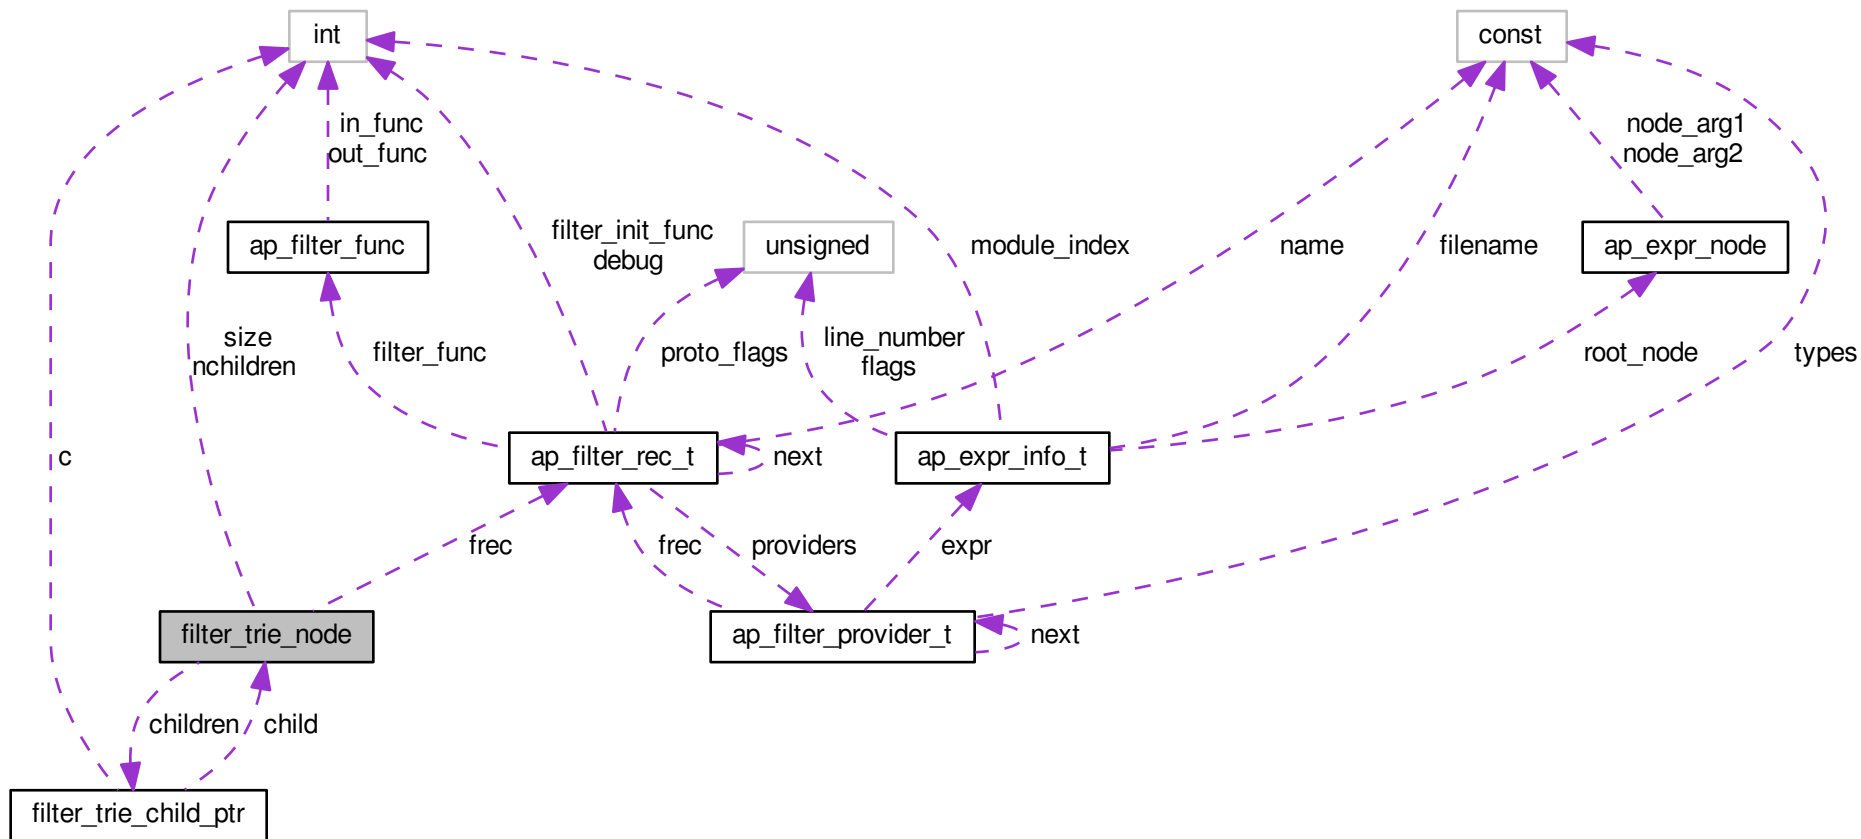 int
const
in_func
out_func
node_arg1
node_arg2
ap_filter_func
filter_init_func
debug
unsigned
module_index
name
filename
ap_expr_node
size
nchildren
filter_func
proto_flags
line_number
flags
root_node
types
c
ap_filter_rec_t
next
ap_expr_info_t
frec
frec
providers
expr
filter_trie_node
ap_filter_provider_t
next
children
child
filter_trie_child_ptr